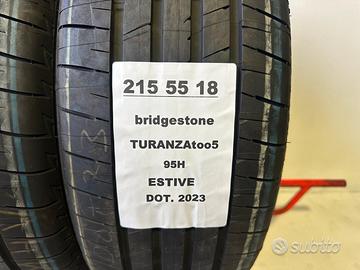 215 55 18
bridgestone
TURANZAtoo5
95H
ESTIVE
DOT. 2023
subito